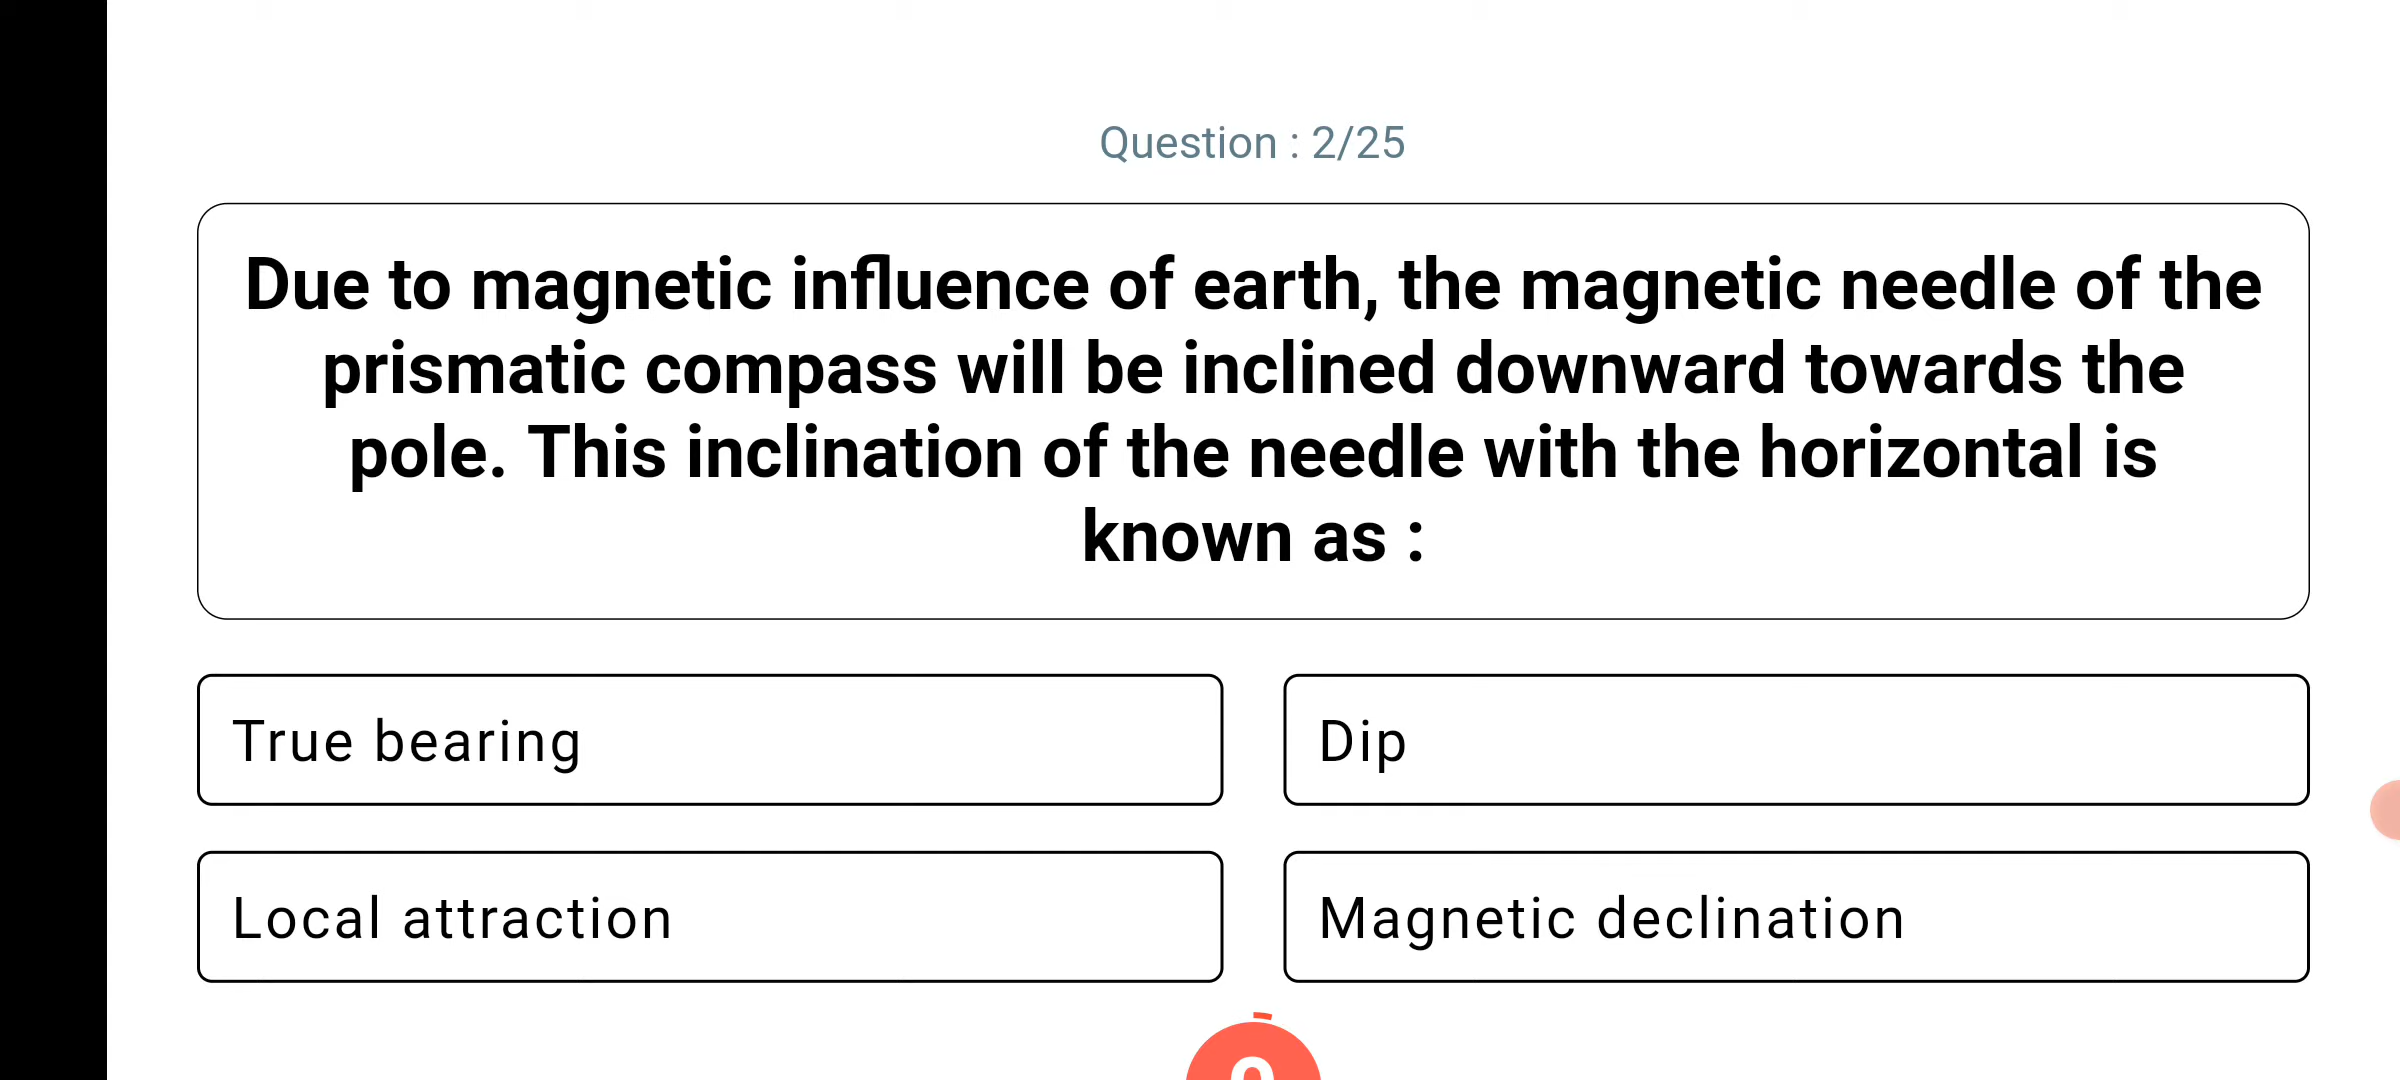 Question : 2/25
Due to magnetic influence of earth, the magnetic needle of the
prismatic compass will be inclined downward towards the
pole. This inclination of the needle with the horizontal is
known as :
True bearing
Dip
Local attraction
Magnetic declination